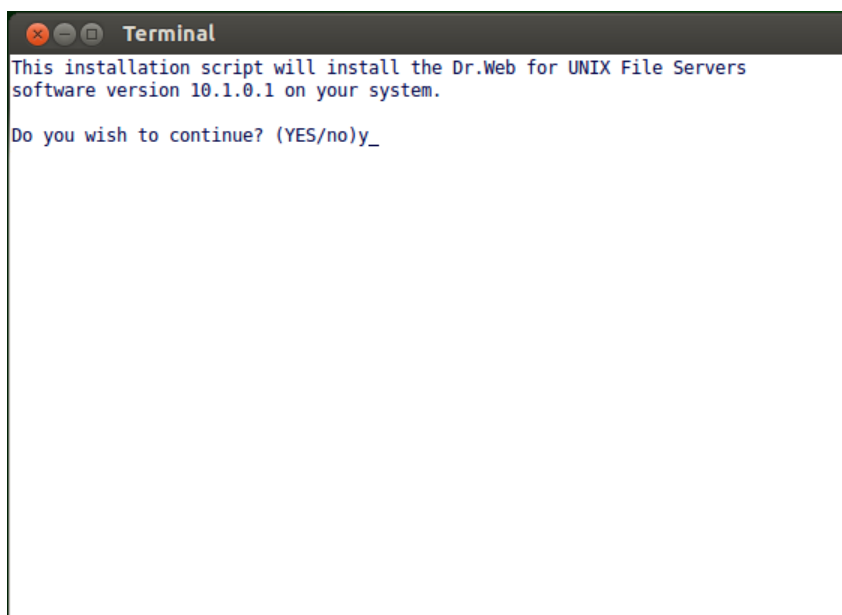 Terminal
This installation script will install the Dr.Web for UNIX File Servers
software version 10.1.0.1 on your system.
Do you wish to continue? (YES/no)y_